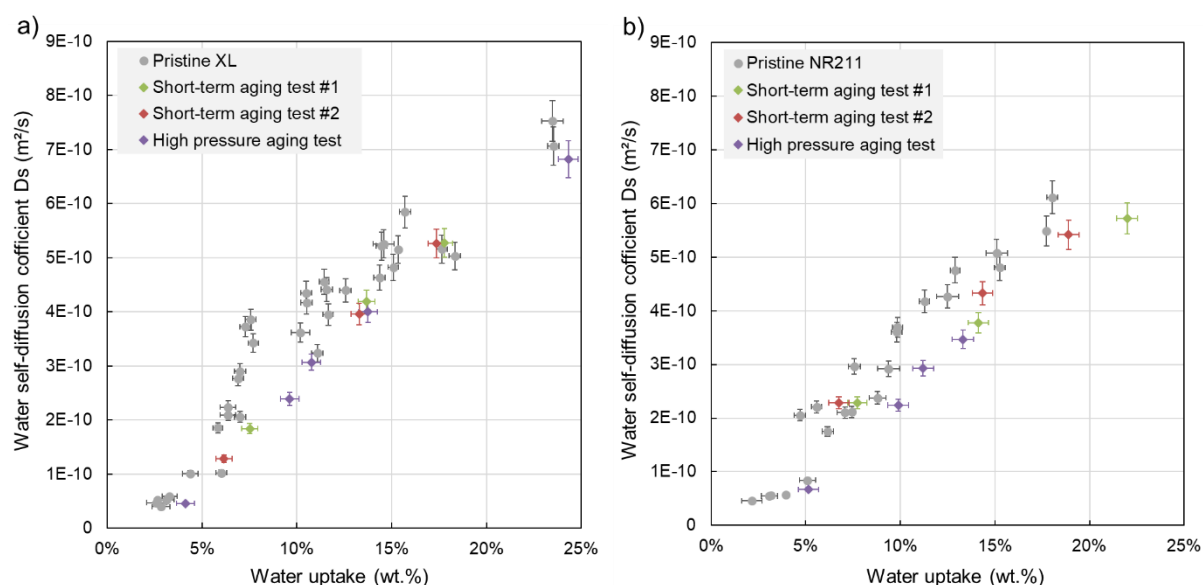 a)
Water self-diffusion cofficient Ds (m²/s)
9E-10
8E-10
7E-10
6E-10
5E-10
4E-10
3E-10
2E-10
1E-10
0
Pristine XL
Short-term aging test #1
Short-term aging test #2
High pressure aging test
0% 5% 10% 15% 20% 25%
Water uptake (wt.%)
b)
Water self-diffusion cofficient Ds (m²/s)
9E-10
8E-10
7E-10
6E-10
5E-10
4E-10
3E-10
2E-10
1E-10
0
Pristine NR211
Short-term aging test #1
Short-term aging test #2
High pressure aging test
0% 5% 10% 15% 20% 25%
Water uptake (wt.%)